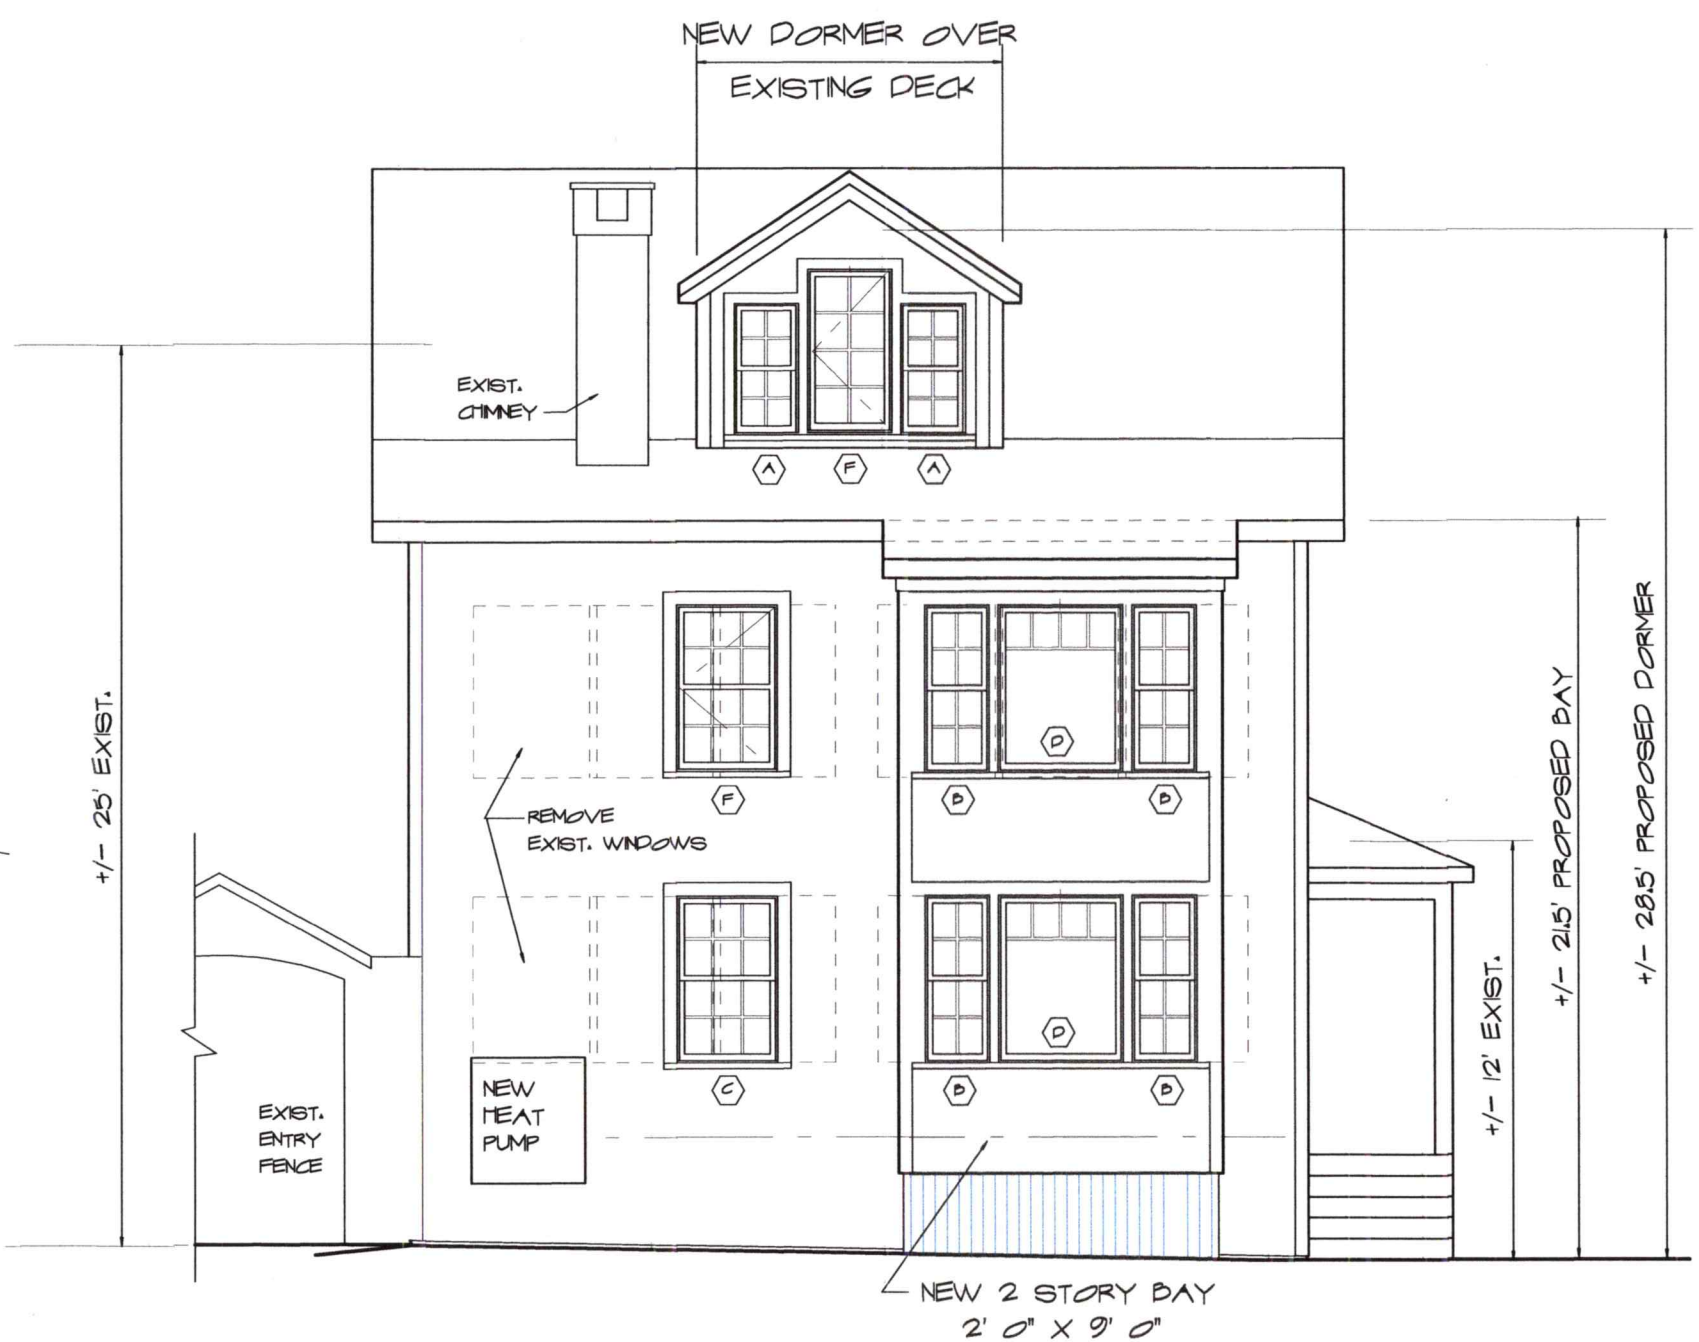 NEW DORMER OVER
EXISTING DECK
EXIST.
CHIMNEY
A
F
A
+/- 25' EXIST.
REMOVE
EXIST. WINDOWS
F
D
B
B
C
D
B
B
NEW
HEAT
PUMP
EXIST.
ENTRY
FENCE
+/- 12' EXIST.
+/- 21.5' PROPOSED BAY
+/- 28.5' PROPOSED DORMER
NEW 2 STORY BAY
2' 0" X 9' 0"